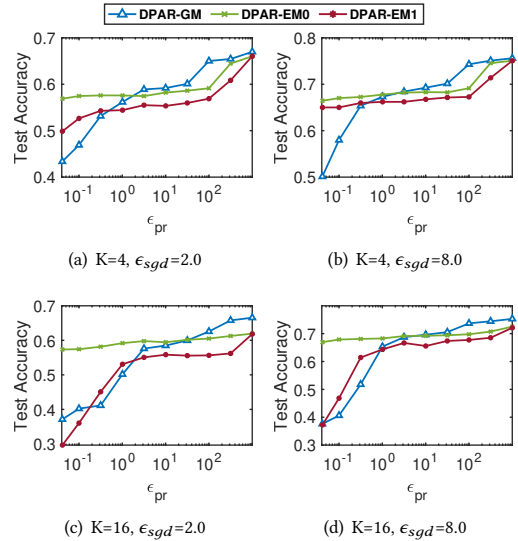 DPAR-GM DPAR-EM0 DPAR-EM1
0.7
0.6
0.5
0.4
Test Accuracy
10^-1 10^0 10^1 10^2
ϵ_pr
(a) K=4, ϵ_sgd=2.0
0.8
0.7
0.6
0.5
Test Accuracy
10^-1 10^0 10^1 10^2
ϵ_pr
(b) K=4, ϵ_sgd=8.0
0.7
0.6
0.5
0.4
0.3
Test Accuracy
10^-1 10^0 10^1 10^2
ϵ_pr
(c) K=16, ϵ_sgd=2.0
0.8
0.7
0.6
0.5
0.4
0.3
Test Accuracy
10^-1 10^0 10^1 10^2
ϵ_pr
(d) K=16, ϵ_sgd=8.0